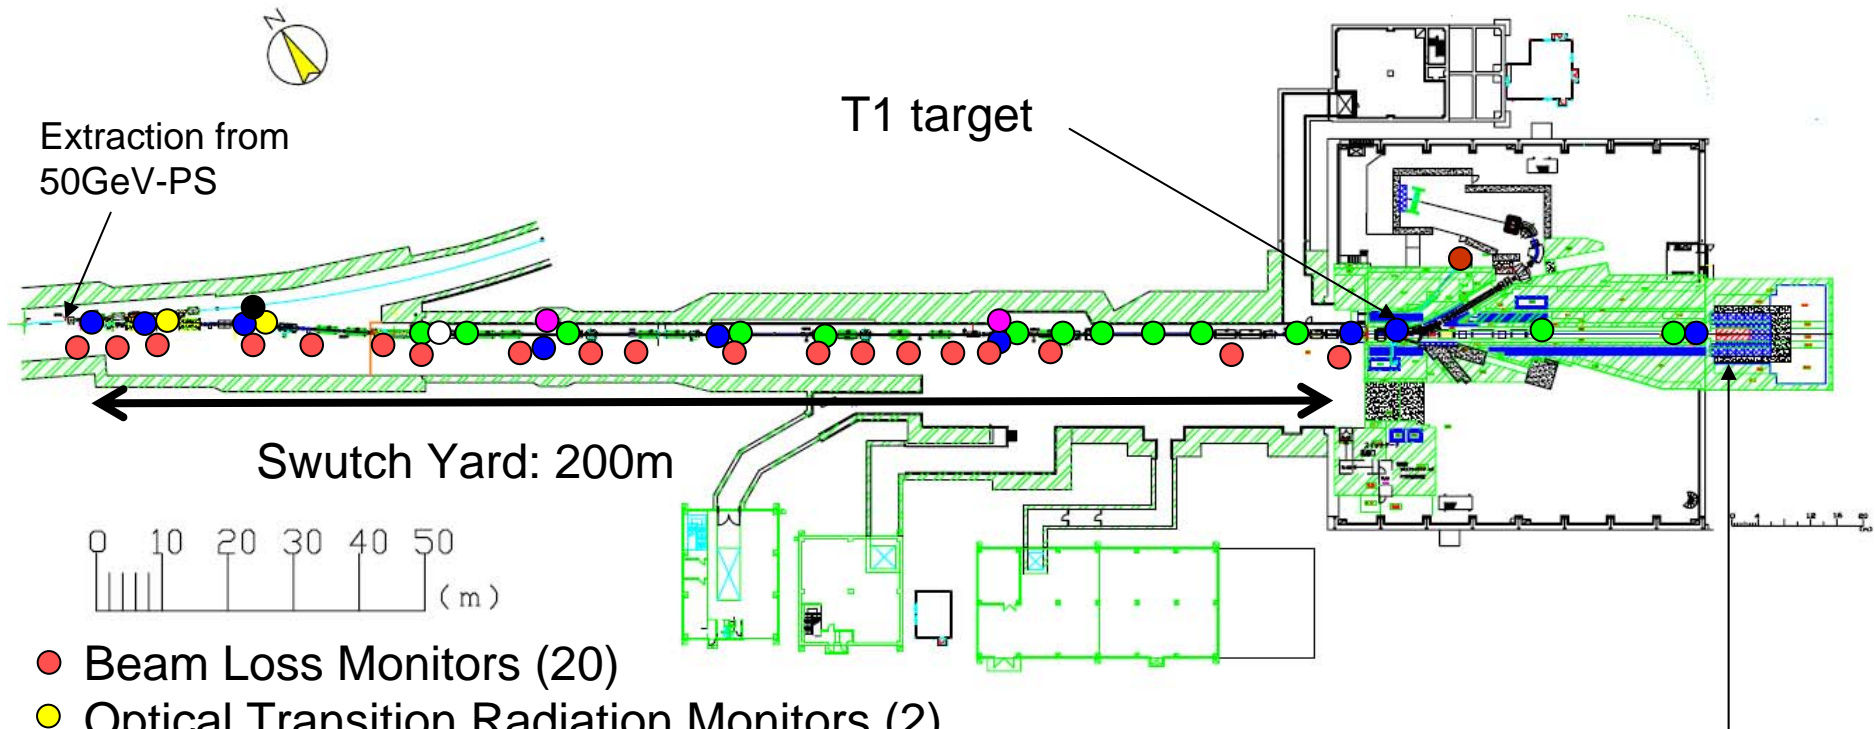 N
Extraction from
50GeV-PS
T1 target
Swutch Yard: 200m
0 10 20 30 40 50
(m)
Beam Loss Monitors (20)
Optical Transition Radiation Monitors (2)